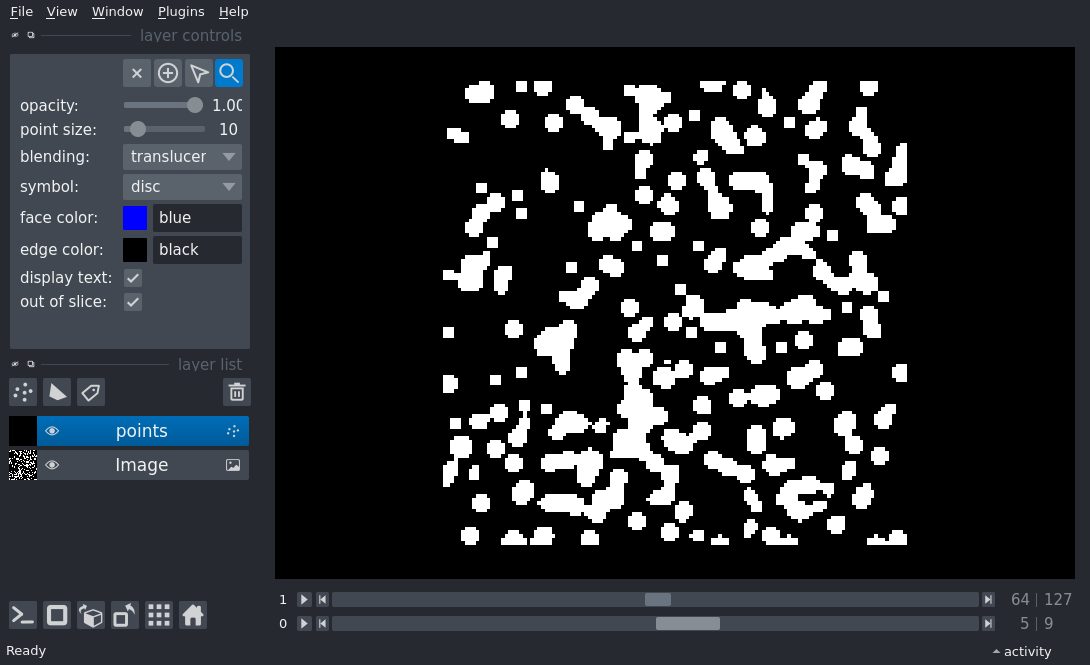 File View Window Plugins Help
layer controls
opacity: 1.00
point size: 10
blending: translucer
symbol: disc
face color: blue
edge color: black
display text:
out of slice:
layer list
points
Image
1 64 127
0 5 9
Ready activity